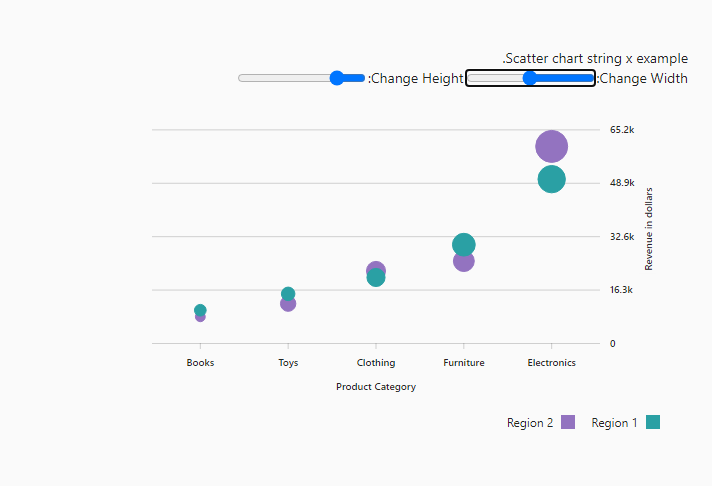 .Scatter chart string x example
:Change Width
:Change Height
65.2k
48.9k
32.6k
16.3k
0
Revenue in dollars
Books
Toys
Clothing
Furniture
Electronics
Product Category
Region 1
Region 2